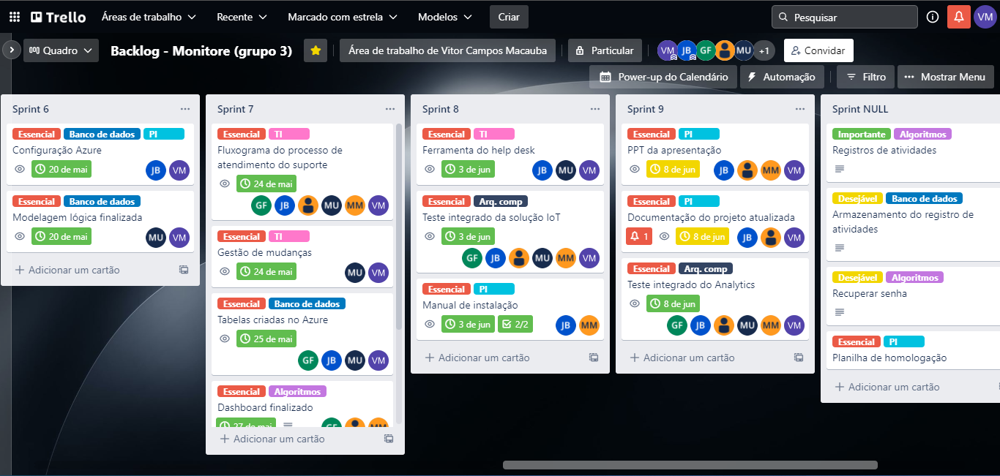 Trello Áreas de trabalho Recente Marcado com estrela Modelos Criar Pesquisar VM
Quadro Backlog - Monitore (grupo 3) Área de trabalho de Vitor Campos Macauba Particular VM JB GF MU +1 Convidar
Power-up do Calendário Automação Filtro Mostrar Menu
Sprint 6
Essencial Banco de dados PI
Configuração Azure
20 de mai JB VM
Essencial Banco de dados
Modelagem lógica finalizada
20 de mai MU VM
Adicionar um cartão
Sprint 7
Essencial TI
Fluxograma do processo de
atendimento do suporte
24 de mai
GF JB MU MM VM
Essencial TI
Gestão de mudanças
24 de mai MU VM
Essencial Banco de dados
Tabelas criadas no Azure
25 de mai
GF JB MU VM
Essencial Algoritmos
Dashboard finalizado
27 de mai GF MM
Adicionar um cartão
Sprint 8
Essencial TI
Ferramenta do help desk
3 de jun JB MU VM
Essencial Arq. comp
Teste integrado da solução IoT
3 de jun
GF JB MU MM VM
Essencial PI
Manual de instalação
3 de jun 2/2 JB MM
Adicionar um cartão
Sprint 9
Essencial PI
PPT da apresentação
8 de jun JB MM VM
Essencial PI
Documentação do projeto atualizada
1 8 de jun JB VM
Essencial Arq. comp
Teste integrado do Analytics
8 de jun
GF JB MU MM VM
Adicionar um cartão
Sprint NULL
Importante Algoritmos
Registros de atividades
Desejável Banco de dados
Armazenamento do registro de
atividades
Desejável Algoritmos
Recuperar senha
Essencial PI
Planilha de homologação
Adicionar um cartão